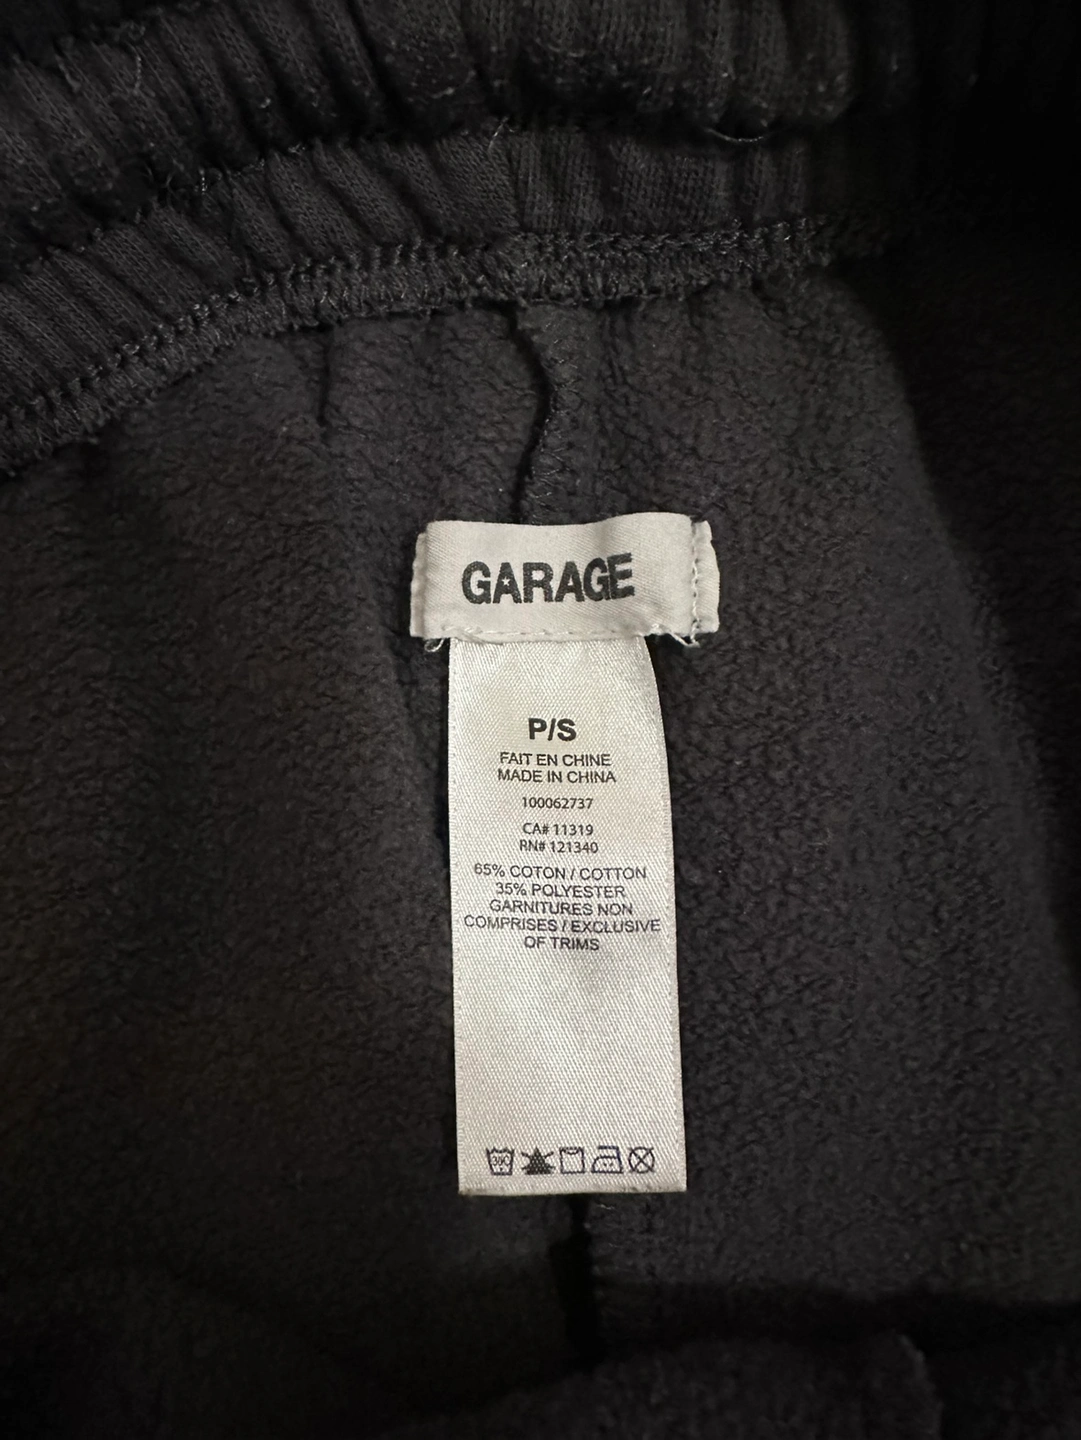 GARAGE
P/S
FAIT EN CHINE
MADE IN CHINA
100062737
CA# 11319
RN# 121340
65% COTON / COTTON
35% POLYESTER
GARNITURES NON
COMPRISES / EXCLUSIVE
OF TRIMS